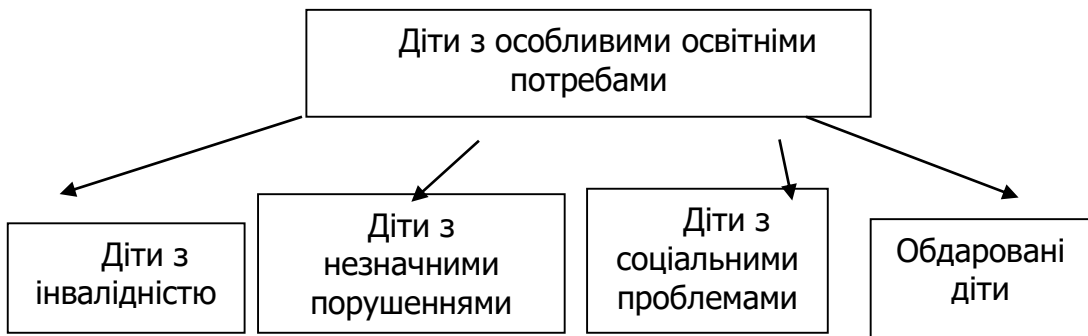 Діти з особливими освітніми
потребами
Діти з
інвалідністю
Діти з
незначними
порушеннями
Діти з
соціальними
проблемами
Обдаровані
діти